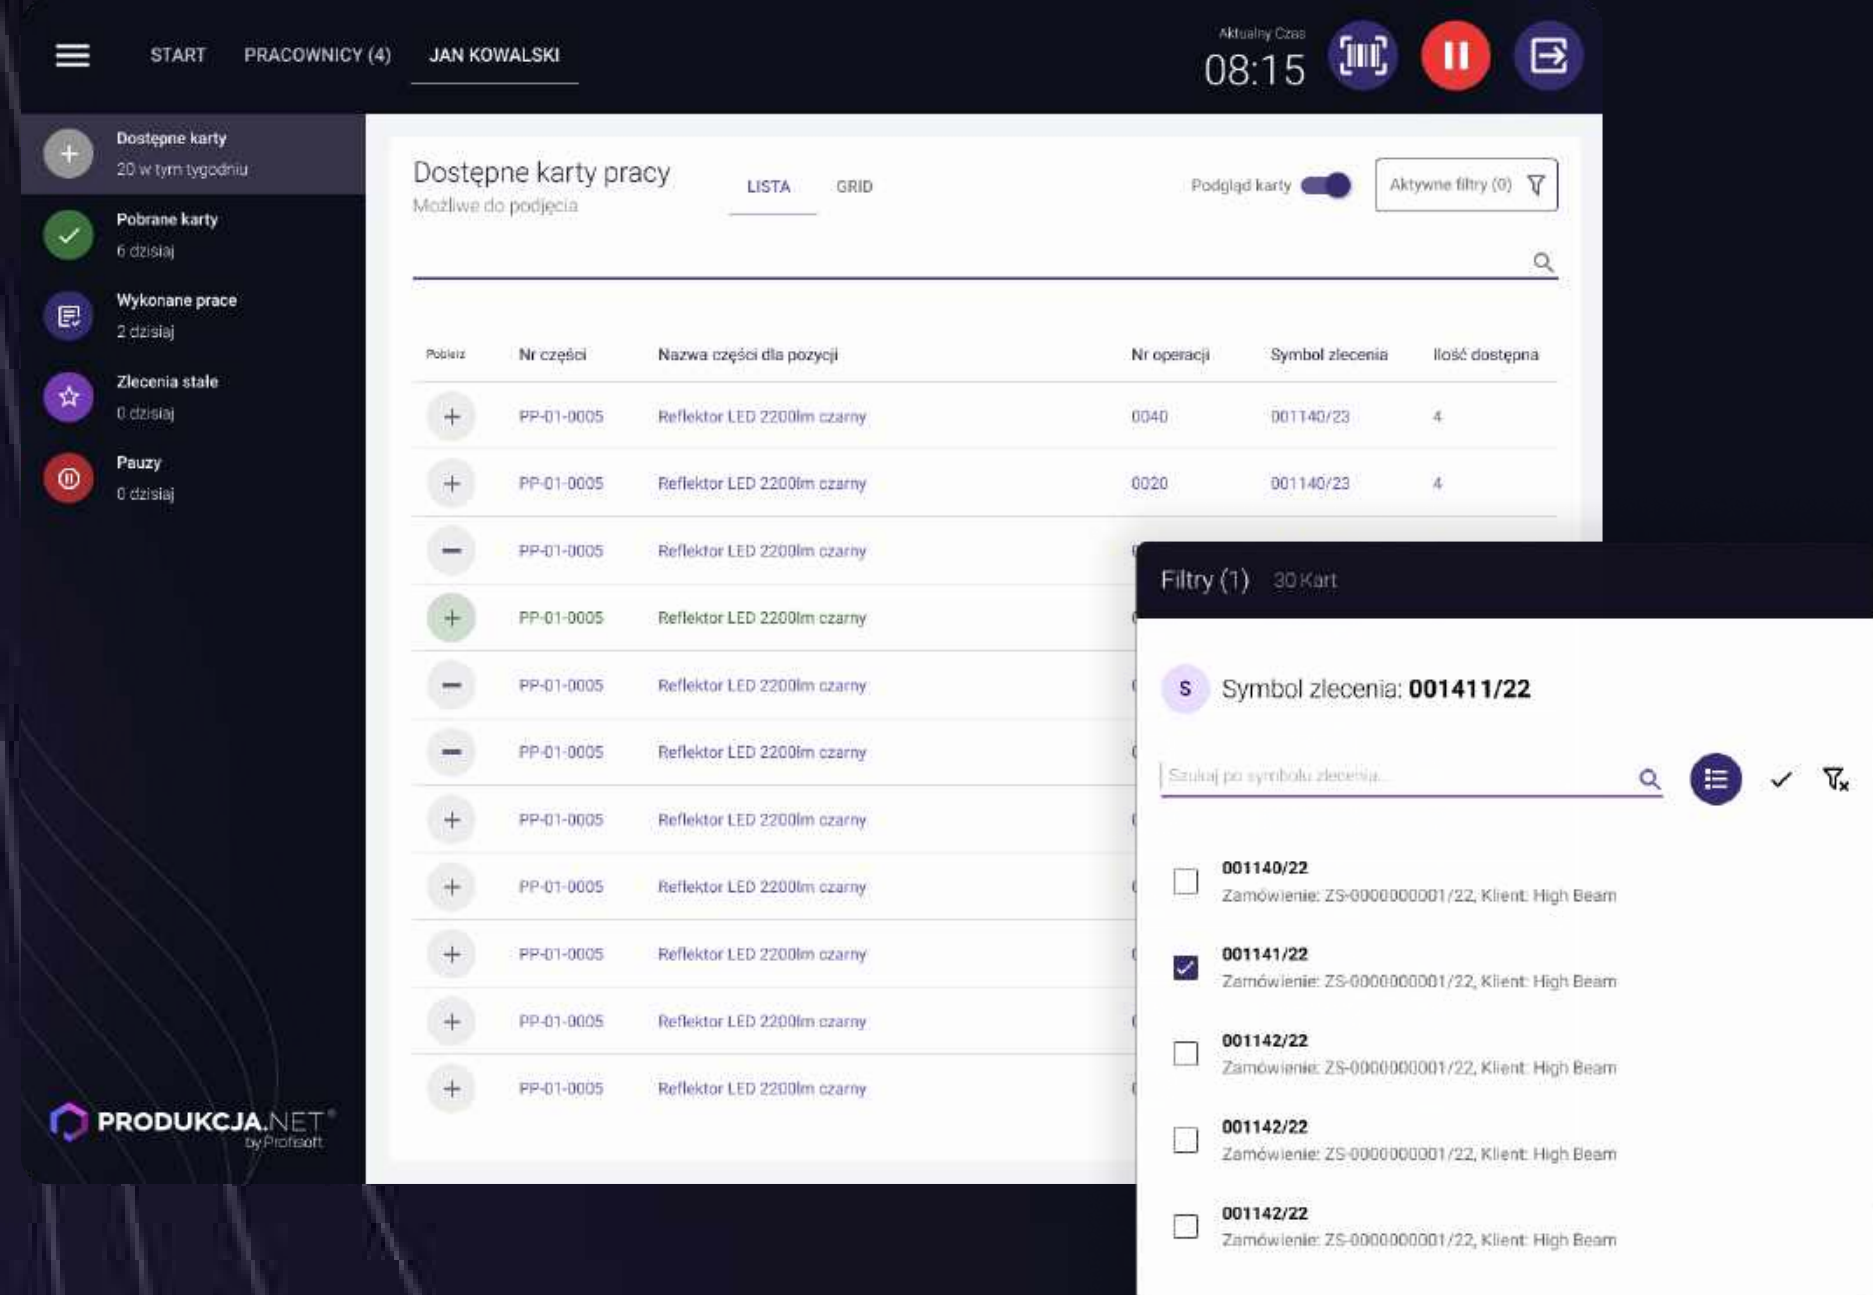 START PRACOWNICY (4) JAN KOWALSKI
Aktualny Czas
08:15
Dostępne karty
20 w tym tygodniu
Pobrane karty
6 dzisiaj
Wykonane prace
2 dzisiaj
Zlecenia stałe
0 dzisiaj
Pauzy
0 dzisiaj
PRODUKCJA.NET®
by Profisoft
Dostępne karty pracy
Możliwe do podjęcia
LISTA GRID
Podgląd karty
Aktywne filtry (0)
Pobierz Nr części Nazwa części dla pozycji Nr operacji Symbol zlecenia Ilość dostępna
PP-01-0005 Reflektor LED 2200lm czarny 0040 001140/23 4
PP-01-0005 Reflektor LED 2200lm czarny 0020 001140/23 4
PP-01-0005 Reflektor LED 2200lm czarny
PP-01-0005 Reflektor LED 2200lm czarny
PP-01-0005 Reflektor LED 2200lm czarny
PP-01-0005 Reflektor LED 2200lm czarny
PP-01-0005 Reflektor LED 2200lm czarny
PP-01-0005 Reflektor LED 2200lm czarny
PP-01-0005 Reflektor LED 2200lm czarny
PP-01-0005 Reflektor LED 2200lm czarny
PP-01-0005 Reflektor LED 2200lm czarny
Filtry (1) 30 Kart
S Symbol zlecenia: 001411/22
Szukaj po symbolu zlecenia...
001140/22
Zamówienie: ZS-0000000001/22, Klient: High Beam
001141/22
Zamówienie: ZS-0000000001/22, Klient: High Beam
001142/22
Zamówienie: ZS-0000000001/22, Klient: High Beam
001142/22
Zamówienie: ZS-0000000001/22, Klient: High Beam
001142/22
Zamówienie: ZS-0000000001/22, Klient: High Beam